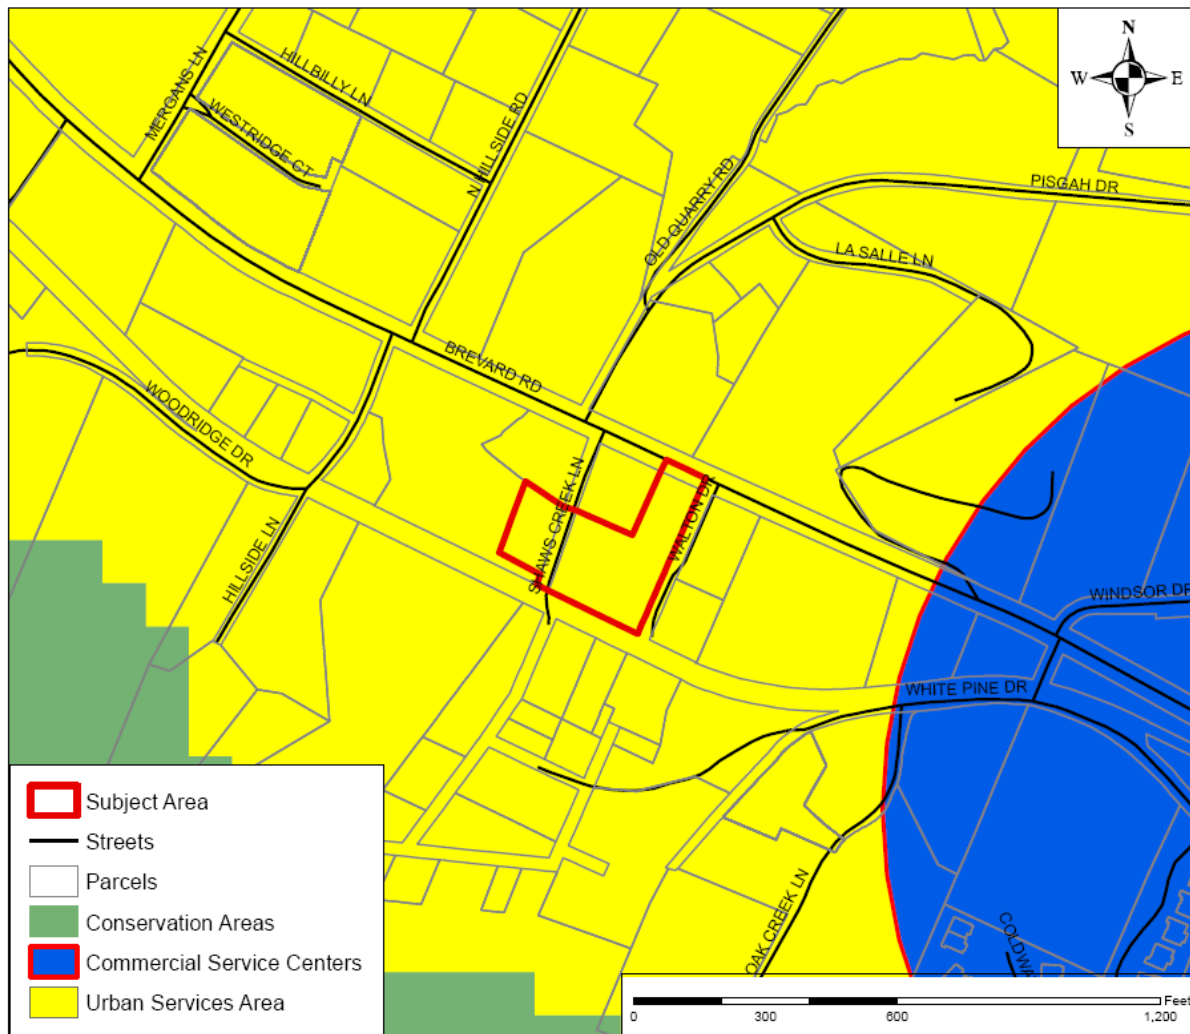 N
W E
S
MERGANS LN
HILLBILLY LN
WESTRIDGE CT
N HILLSIDE RD
OLD QUARRY RD
PISGAH DR
LA SALLE LN
BREVARD RD
WOODRIDGE DR
SHAWS CREEK LN
WALTON DR
HILLSIDE LN
WINDSOR DR
WHITE PINE DR
OAK CREEK LN
COLDWA
Subject Area
Streets
Parcels
Conservation Areas
Commercial Service Centers
Urban Services Area
Feet
0 300 600 1,200